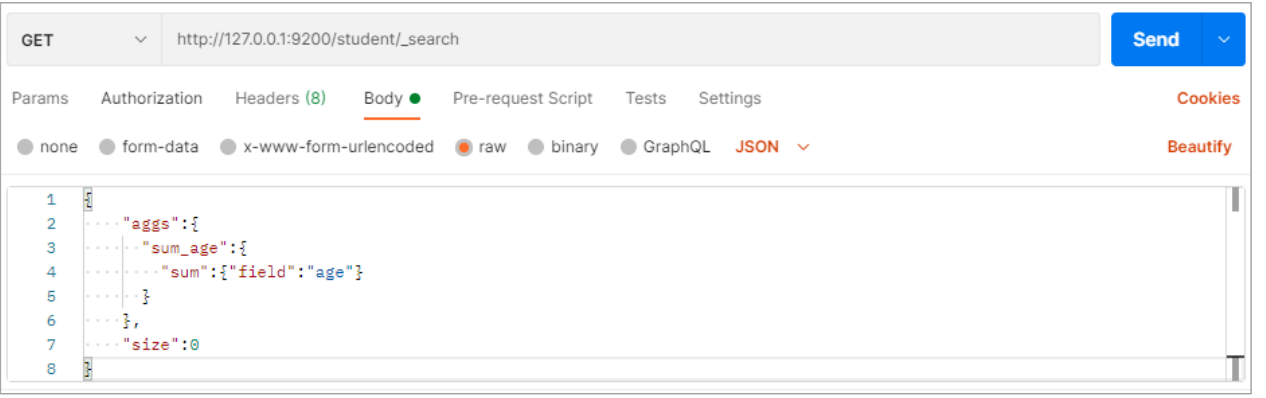 GET http://127.0.0.1:9200/student/_search Send
Params Authorization Headers (8) Body Pre-request Script Tests Settings Cookies
none form-data x-www-form-urlencoded raw binary GraphQL JSON Beautify
1 {
2 "aggs":{
3 "sum_age":{
4 "sum":{"field":"age"}
5 }
6 },
7 "size":0
8 }